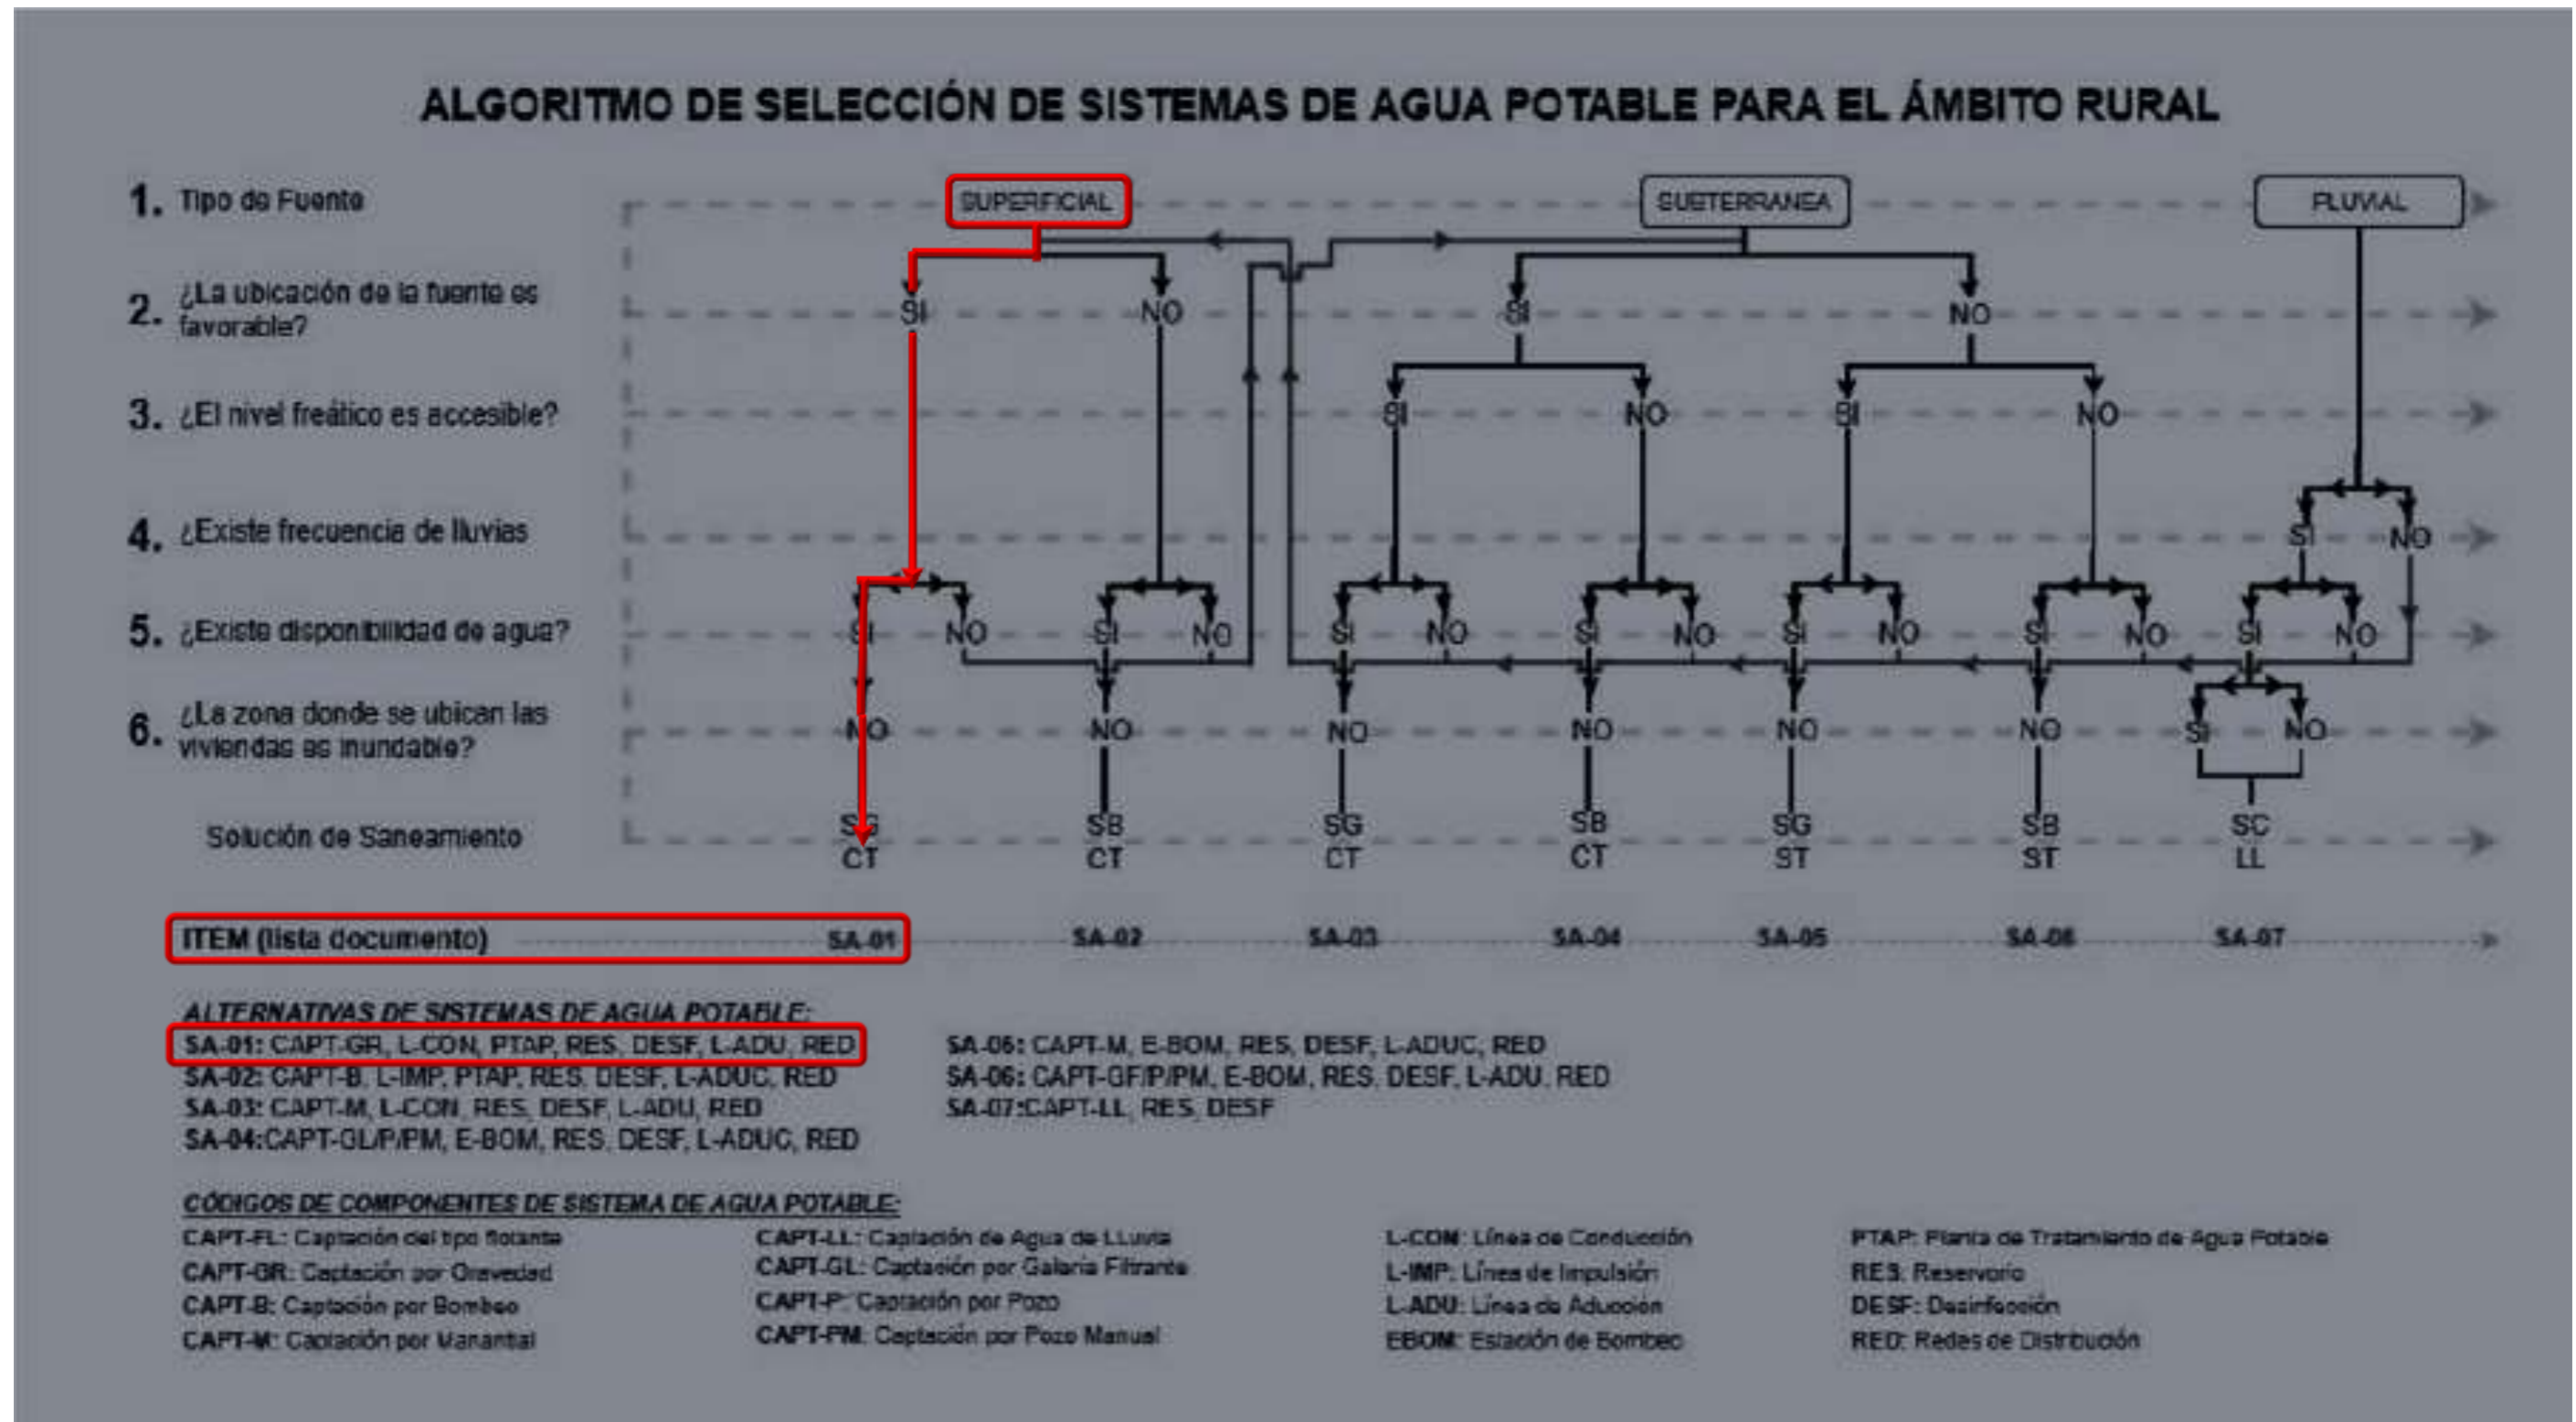 ALGORITMO DE SELECCIÓN DE SISTEMAS DE AGUA POTABLE PARA EL ÁMBITO RURAL
1. Tipo de Fuente SUPERFICIAL SUBTERRANEA PLUVIAL
2. ¿La ubicación de la fuente es favorable? SI NO SI NO
3. ¿El nivel freático es accesible? SI NO SI NO
4. ¿Existe frecuencia de lluvias SI NO
5. ¿Existe disponibilidad de agua? SI NO SI NO SI NO SI NO SI NO SI NO SI NO
6. ¿La zona donde se ubican las viviendas es inundable? NO NO NO NO NO NO SI NO
Solución de Saneamiento
SG SB SG SB SG SB SC
CT CT CT CT ST ST LL
ITEM (lista documento) SA-01 SA-02 SA-03 SA-04 SA-05 SA-06 SA-07
ALTERNATIVAS DE SISTEMAS DE AGUA POTABLE:
SA-01: CAPT-GR, L-CON, PTAP, RES, DESF, L-ADU, RED
SA-02: CAPT-B, L-IMP, PTAP, RES, DESF, L-ADUC, RED
SA-03: CAPT-M, L-CON, RES, DESF, L-ADU, RED
SA-04:CAPT-GL/P/PM, E-BOM, RES, DESF, L-ADUC, RED
CAPT-M, E-BOM, RES, DESF, L-ADUC, RED
SA-06: CAPT-GF/P/PM, E-BOM, RES, DESF, L-ADU, RED
SA-07:CAPT-LL, RES, DESF
CÓDIGOS DE COMPONENTES DE SISTEMA DE AGUA POTABLE:
CAPT-FL: Captación del tipo flotante
CAPT-GR: Captación por Gravedad
CAPT-B: Captación por Bombeo
CAPT-M: Captación por Manantial
CAPT-LL: Captación de Agua de LLuvia
CAPT-GL: Captación por Galería Filtrante
CAPT-P: Captación por Pozo
CAPT-PM: Captación por Pozo Manual
L-CON: Línea de Conducción
L-IMP: Línea de Impulsión
L-ADU: Línea de Aducción
EBOM: Estación de Bombeo
PTAP: Planta de Tratamiento de Agua Potable
RES: Reservorio
DESF: Desinfección
RED: Redes de Distribución